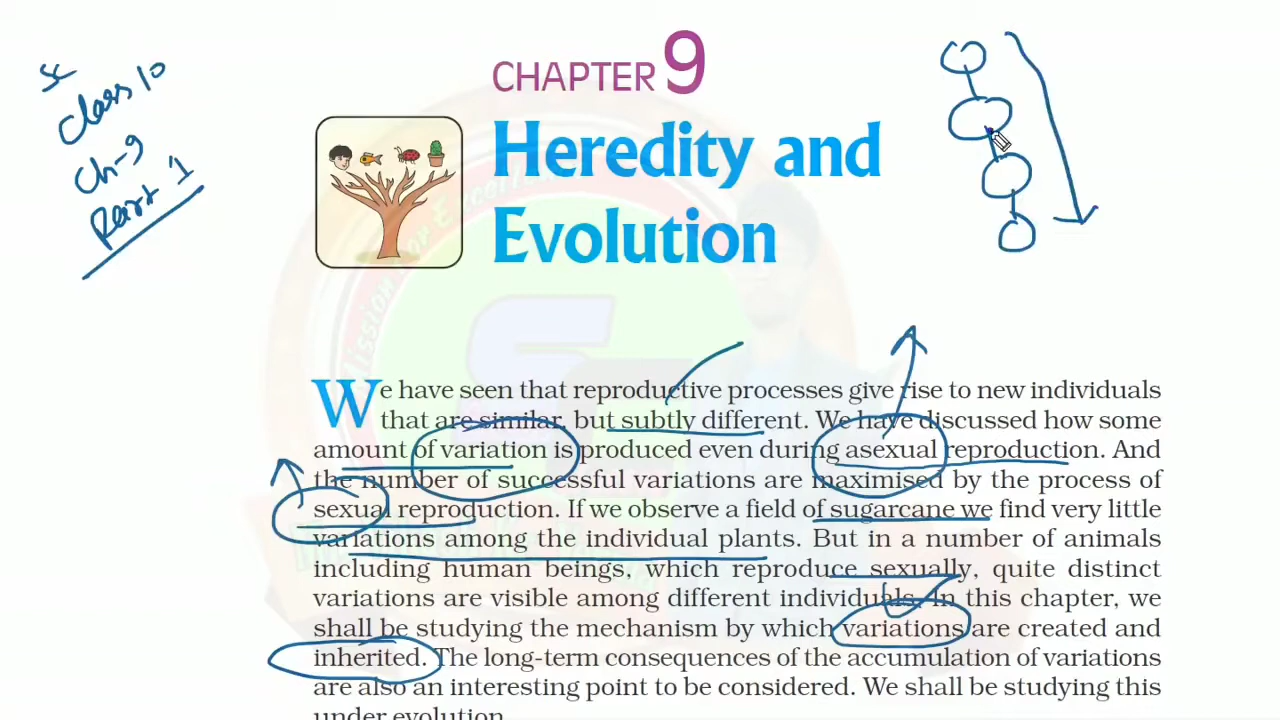 Sc
Class 10
Ch-9
Part 1
CHAPTER 9
Heredity and
Evolution
We have seen that reproductive processes give rise to new individuals
that are similar, but subtly different. We have discussed how some
amount of variation is produced even during asexual reproduction. And
the number of successful variations are maximised by the process of
sexual reproduction. If we observe a field of sugarcane we find very little
variations among the individual plants. But in a number of animals
including human beings, which reproduce sexually, quite distinct
variations are visible among different individuals. In this chapter, we
shall be studying the mechanism by which variations are created and
inherited. The long-term consequences of the accumulation of variations
are also an interesting point to be considered. We shall be studying this
under evolution.